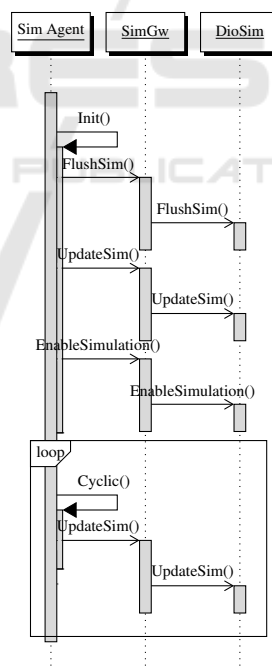 Sim Agent SimGw DioSim
Init()
FlushSim()
FlushSim()
UpdateSim()
UpdateSim()
EnableSimulation()
EnableSimulation()
loop
Cyclic()
UpdateSim()
UpdateSim()